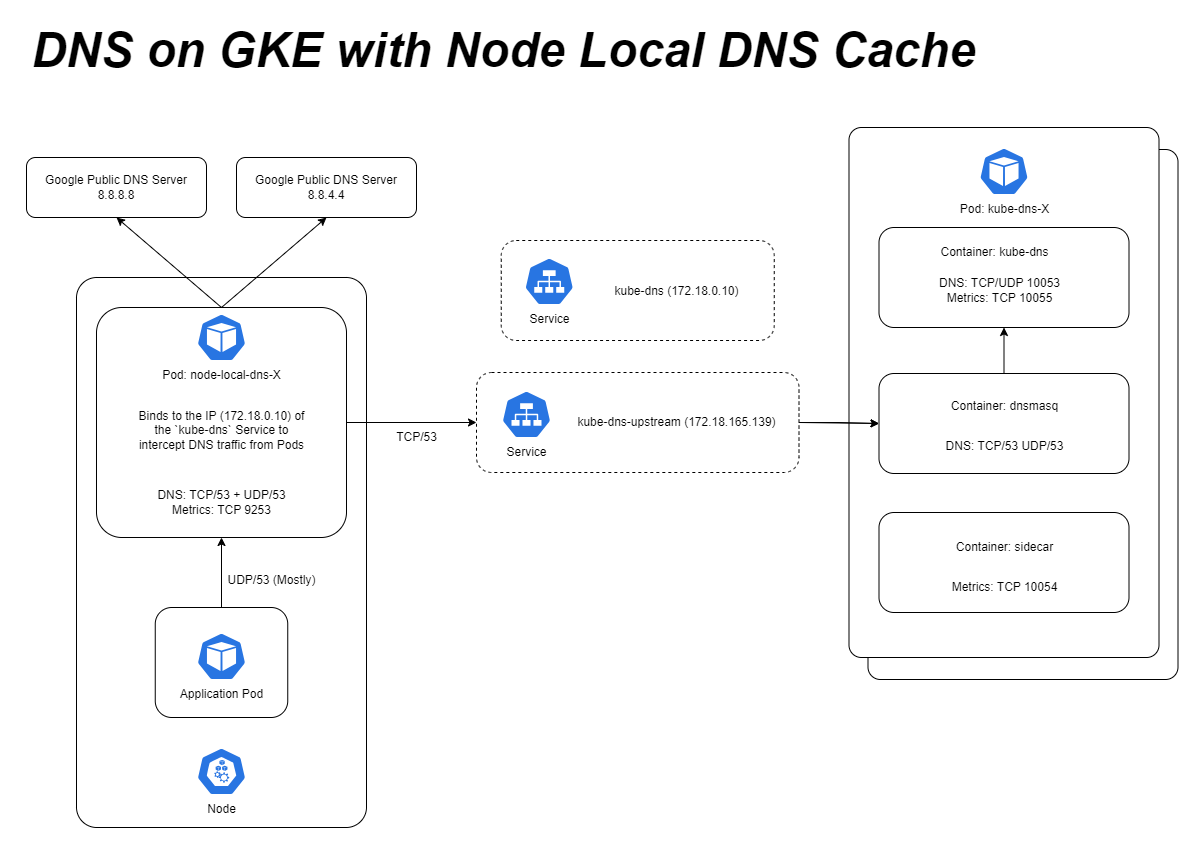 DNS on GKE with Node Local DNS Cache
Google Public DNS Server
8.8.8.8
Google Public DNS Server
8.8.4.4
Pod: node-local-dns-X
Binds to the IP (172.18.0.10) of
the `kube-dns` Service to
intercept DNS traffic from Pods
DNS: TCP/53 + UDP/53
Metrics: TCP 9253
UDP/53 (Mostly)
Application Pod
Node
TCP/53
Service
kube-dns (172.18.0.10)
Service
kube-dns-upstream (172.18.165.139)
Pod: kube-dns-X
Container: kube-dns
DNS: TCP/UDP 10053
Metrics: TCP 10055
Container: dnsmasq
DNS: TCP/53 UDP/53
Container: sidecar
Metrics: TCP 10054